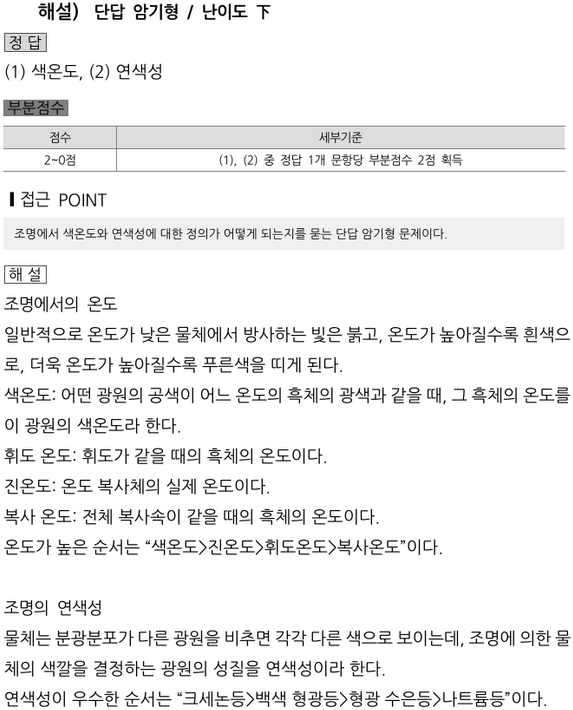 해설) 단답 암기형 / 난이도 下
정 답
(1) 색온도, (2) 연색성
부분점수
점수 세부기준
2~0점 (1), (2) 중 정답 1개 문항당 부분점수 2점 획득
접근 POINT
조명에서 색온도와 연색성에 대한 정의가 어떻게 되는지를 묻는 단답 암기형 문제이다.
해 설
조명에서의 온도
일반적으로 온도가 낮은 물체에서 방사하는 빛은 붉고, 온도가 높아질수록 흰색으
로, 더욱 온도가 높아질수록 푸른색을 띠게 된다.
색온도: 어떤 광원의 공색이 어느 온도의 흑체의 광색과 같을 때, 그 흑체의 온도를
이 광원의 색온도라 한다.
휘도 온도: 휘도가 같을 때의 흑체의 온도이다.
진온도: 온도 복사체의 실제 온도이다.
복사 온도: 전체 복사속이 같을 때의 흑체의 온도이다.
온도가 높은 순서는 “색온도>진온도>휘도온도>복사온도”이다.
조명의 연색성
물체는 분광분포가 다른 광원을 비추면 각각 다른 색으로 보이는데, 조명에 의한 물
체의 색깔을 결정하는 광원의 성질을 연색성이라 한다.
연색성이 우수한 순서는 “크세논등>백색 형광등>형광 수은등>나트륨등”이다.